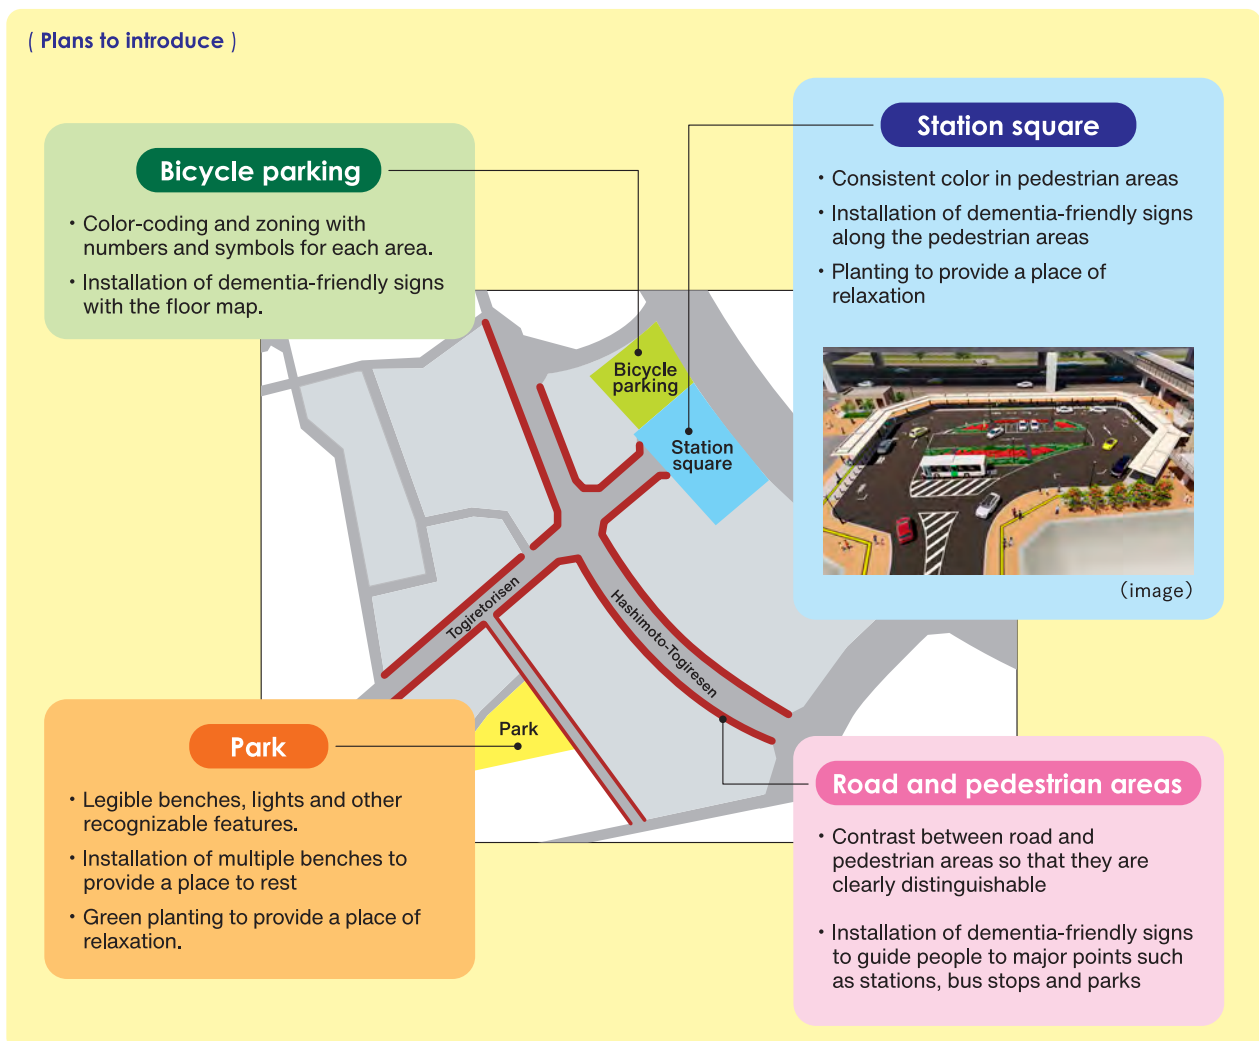 ( Plans to introduce )
Bicycle parking
・Color-coding and zoning with
numbers and symbols for each area.
・Installation of dementia-friendly signs
with the floor map.
Station square
・Consistent color in pedestrian areas
・Installation of dementia-friendly signs
along the pedestrian areas
・Planting to provide a place of
relaxation
(image)
Bicycle
parking
Station
square
Togiretorisen
Hashimoto-Togiresen
Park
Park
・Legible benches, lights and other
recognizable features.
・Installation of multiple benches to
provide a place to rest
・Green planting to provide a place of
relaxation.
Road and pedestrian areas
・Contrast between road and
pedestrian areas so that they are
clearly distinguishable
・Installation of dementia-friendly signs
to guide people to major points such
as stations, bus stops and parks